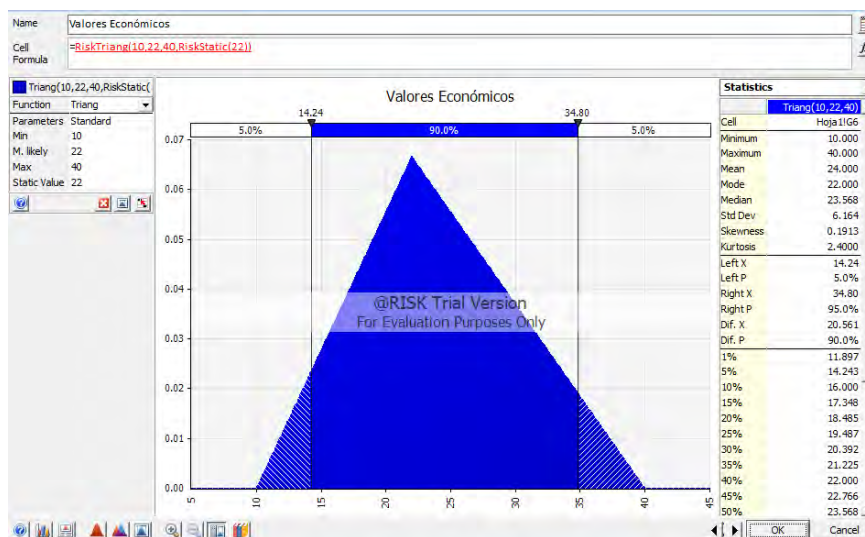 Name Valores Económicos
Cell Formula =RiskTriang(10,22,40,RiskStatic(22))
Triang(10,22,40,RiskStatic(
Function Triang
Parameters Standard
Min 10
M. likely 22
Max 40
Static Value 22
Valores Económicos
14.24 34.80
5.0% 90.0% 5.0%
0.07
0.06
0.05
0.04
0.03
0.02
0.01
0.00
5 10 15 20 25 30 35 40 45
@RISK Trial Version
For Evaluation Purposes Only
Statistics
Triang(10,22,40)
Cell Hoja1!G6
Minimum 10.000
Maximum 40.000
Mean 24.000
Mode 22.000
Median 23.568
Std Dev 6.164
Skewness 0.1913
Kurtosis 2.4000
Left X 14.24
Left P 5.0%
Right X 34.80
Right P 95.0%
Dif. X 20.561
Dif. P 90.0%
1% 11.897
5% 14.243
10% 16.000
15% 17.348
20% 18.485
25% 19.487
30% 20.392
35% 21.225
40% 22.000
45% 22.766
50% 23.568
OK Cancel